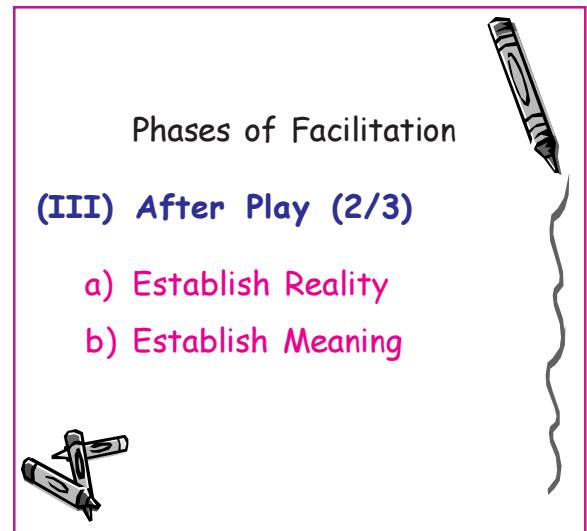 Phases of Facilitation
(III) After Play (2/3)
a) Establish Reality
b) Establish Meaning